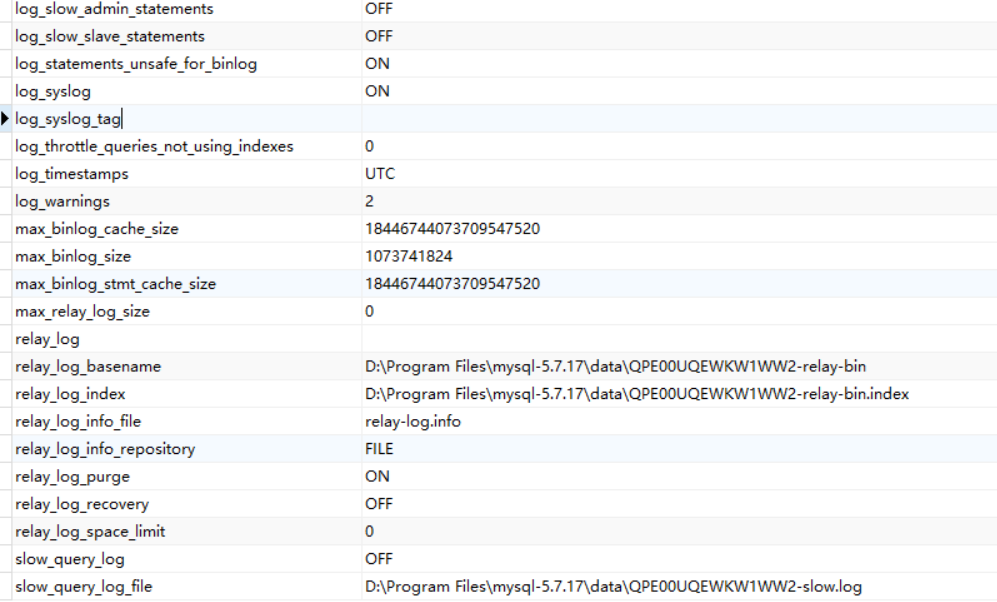 log_slow_admin_statements OFF
log_slow_slave_statements OFF
log_statements_unsafe_for_binlog ON
log_syslog ON
log_syslog_tag
log_throttle_queries_not_using_indexes 0
log_timestamps UTC
log_warnings 2
max_binlog_cache_size 18446744073709547520
max_binlog_size 1073741824
max_binlog_stmt_cache_size 18446744073709547520
max_relay_log_size 0
relay_log
relay_log_basename D:\Program Files\mysql-5.7.17\data\QPE00UQEWKW1WW2-relay-bin
relay_log_index D:\Program Files\mysql-5.7.17\data\QPE00UQEWKW1WW2-relay-bin.index
relay_log_info_file relay-log.info
relay_log_info_repository FILE
relay_log_purge ON
relay_log_recovery OFF
relay_log_space_limit 0
slow_query_log OFF
slow_query_log_file D:\Program Files\mysql-5.7.17\data\QPE00UQEWKW1WW2-slow.log